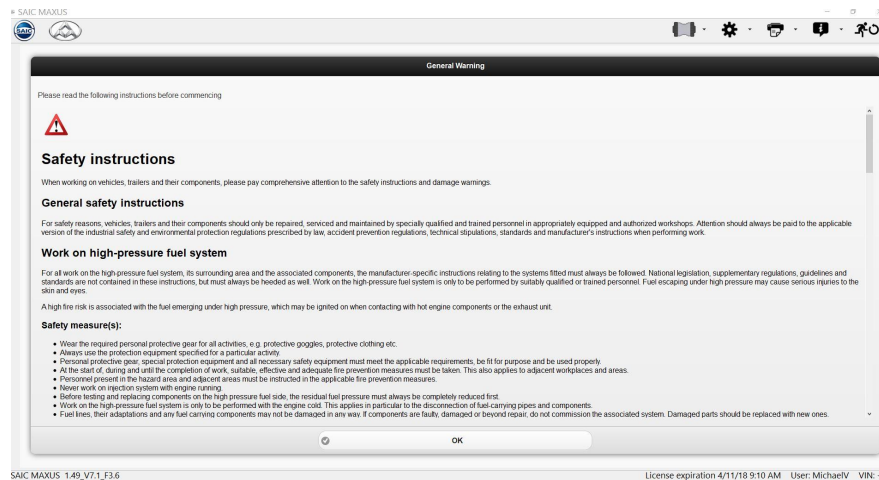 SAIC MAXUS
SAIC
General Warning
Please read the following instructions before commencing
Safety instructions
When working on vehicles, trailers and their components, please pay comprehensive attention to the safety instructions and damage warnings.
General safety instructions
For safety reasons, vehicles, trailers and their components should only be repaired, serviced and maintained by specially qualified and trained personnel in appropriately equipped and authorized workshops. Attention should always be paid to the applicable
version of the industrial safety and environmental protection regulations prescribed by law, accident prevention regulations, technical stipulations, standards and manufacturer's instructions when performing work.
Work on high-pressure fuel system
For all work on the high-pressure fuel system, its surrounding area and the associated components, the manufacturer-specific instructions relating to the systems fitted must always be followed. National legislation, supplementary regulations, guidelines and
standards are not contained in these instructions, but must always be heeded as well. Work on the high-pressure fuel system is only to be performed by suitably qualified or trained personnel. Fuel escaping under high pressure may cause serious injuries to the
skin and eyes.
A high fire risk is associated with the fuel emerging under high pressure, which may be ignited on when contacting with hot engine components or the exhaust unit.
Safety measure(s):
• Wear the required personal protective gear for all activities, e.g. protective goggles, protective clothing etc.
• Always use the protection equipment specified for a particular activity.
• Personal protective gear, special protection equipment and all necessary safety equipment must meet the applicable requirements, be fit for purpose and be used properly.
• At the start of, during and until the completion of work, suitable, effective and adequate fire prevention measures must be taken. This also applies to adjacent workplaces and areas.
• Personnel present in the hazard area and adjacent areas must be instructed in the applicable fire prevention measures.
• Never work on injection system with engine running.
• Before testing and replacing components on the high-pressure fuel side, the residual fuel pressure must always be completely reduced first.
• Work on the high-pressure fuel system is only to be performed with the engine cold. This applies in particular to the disconnection of fuel-carrying pipes and components.
• Fuel lines, their adaptations and any fuel carrying components may not be damaged in any way. If components are faulty, damaged or beyond repair, do not commission the associated system. Damaged parts should be replaced with new ones.
OK
SAIC MAXUS 1.49_V7.1_F3.6
License expiration 4/11/18 9:10 AM User: MichaelV VIN: -